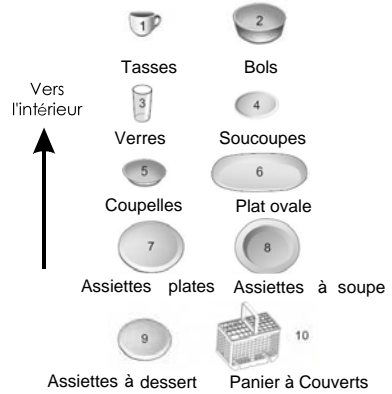 1 2
Tasses Bols
Vers
l'intérieur
3 4
Verres Soucoupes
5 6
Coupelles Plat ovale
7 8
Assiettes plates Assiettes à soupe
9 10
Assiettes à dessert Panier à Couverts